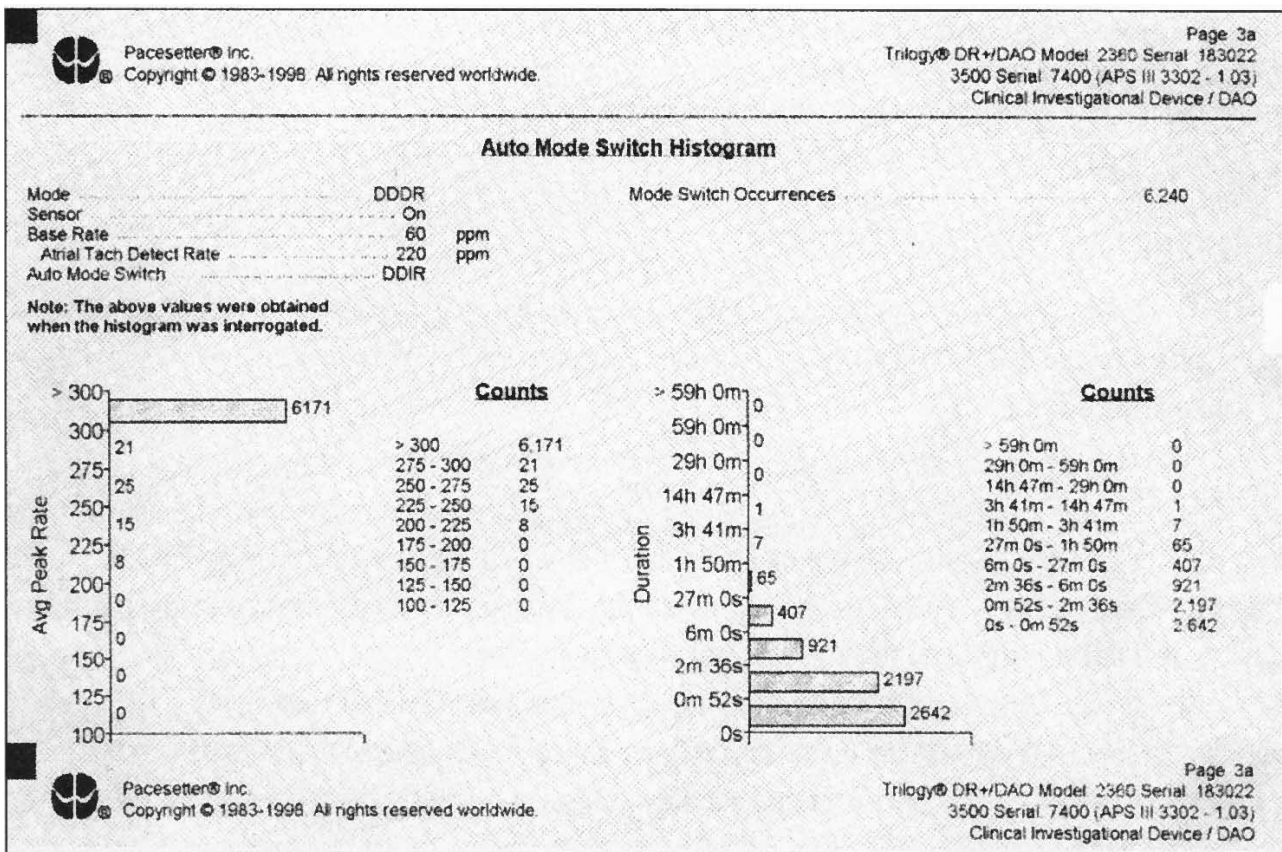 Page 3a
Pacesetter® Inc.
Trilogy® DR+/DAO Model 2360 Serial 183022
® Copyright © 1983-1998 All rights reserved worldwide.
3500 Serial 7400 (APS III 3302 - 1.03)
Clinical Investigational Device / DAO
Auto Mode Switch Histogram
Mode DDDR
Mode Switch Occurrences 6,240
Sensor On
Base Rate 60 ppm
Atrial Tach Detect Rate 220 ppm
Auto Mode Switch DDIR
Note: The above values were obtained
when the histogram was interrogated.
Avg Peak Rate
> 300
300
275
250
225
200
175
150
125
100
6171
21
25
15
8
0
0
0
0
Counts
> 300 6,171
275 - 300 21
250 - 275 25
225 - 250 15
200 - 225 8
175 - 200 0
150 - 175 0
125 - 150 0
100 - 125 0
Duration
> 59h 0m
59h 0m
29h 0m
14h 47m
3h 41m
1h 50m
27m 0s
6m 0s
2m 36s
0m 52s
0s
0
0
0
1
7
65
407
921
2197
2642
Counts
> 59h 0m 0
29h 0m - 59h 0m 0
14h 47m - 29h 0m 0
3h 41m - 14h 47m 1
1h 50m - 3h 41m 7
27m 0s - 1h 50m 65
6m 0s - 27m 0s 407
2m 36s - 6m 0s 921
0m 52s - 2m 36s 2,197
0s - 0m 52s 2 642
Page 3a
Pacesetter® Inc.
Trilogy® DR+/DAO Model 2360 Serial 183022
® Copyright © 1983-1998 All rights reserved worldwide.
3500 Serial 7400 (APS III 3302 - 1.03)
Clinical Investigational Device / DAO